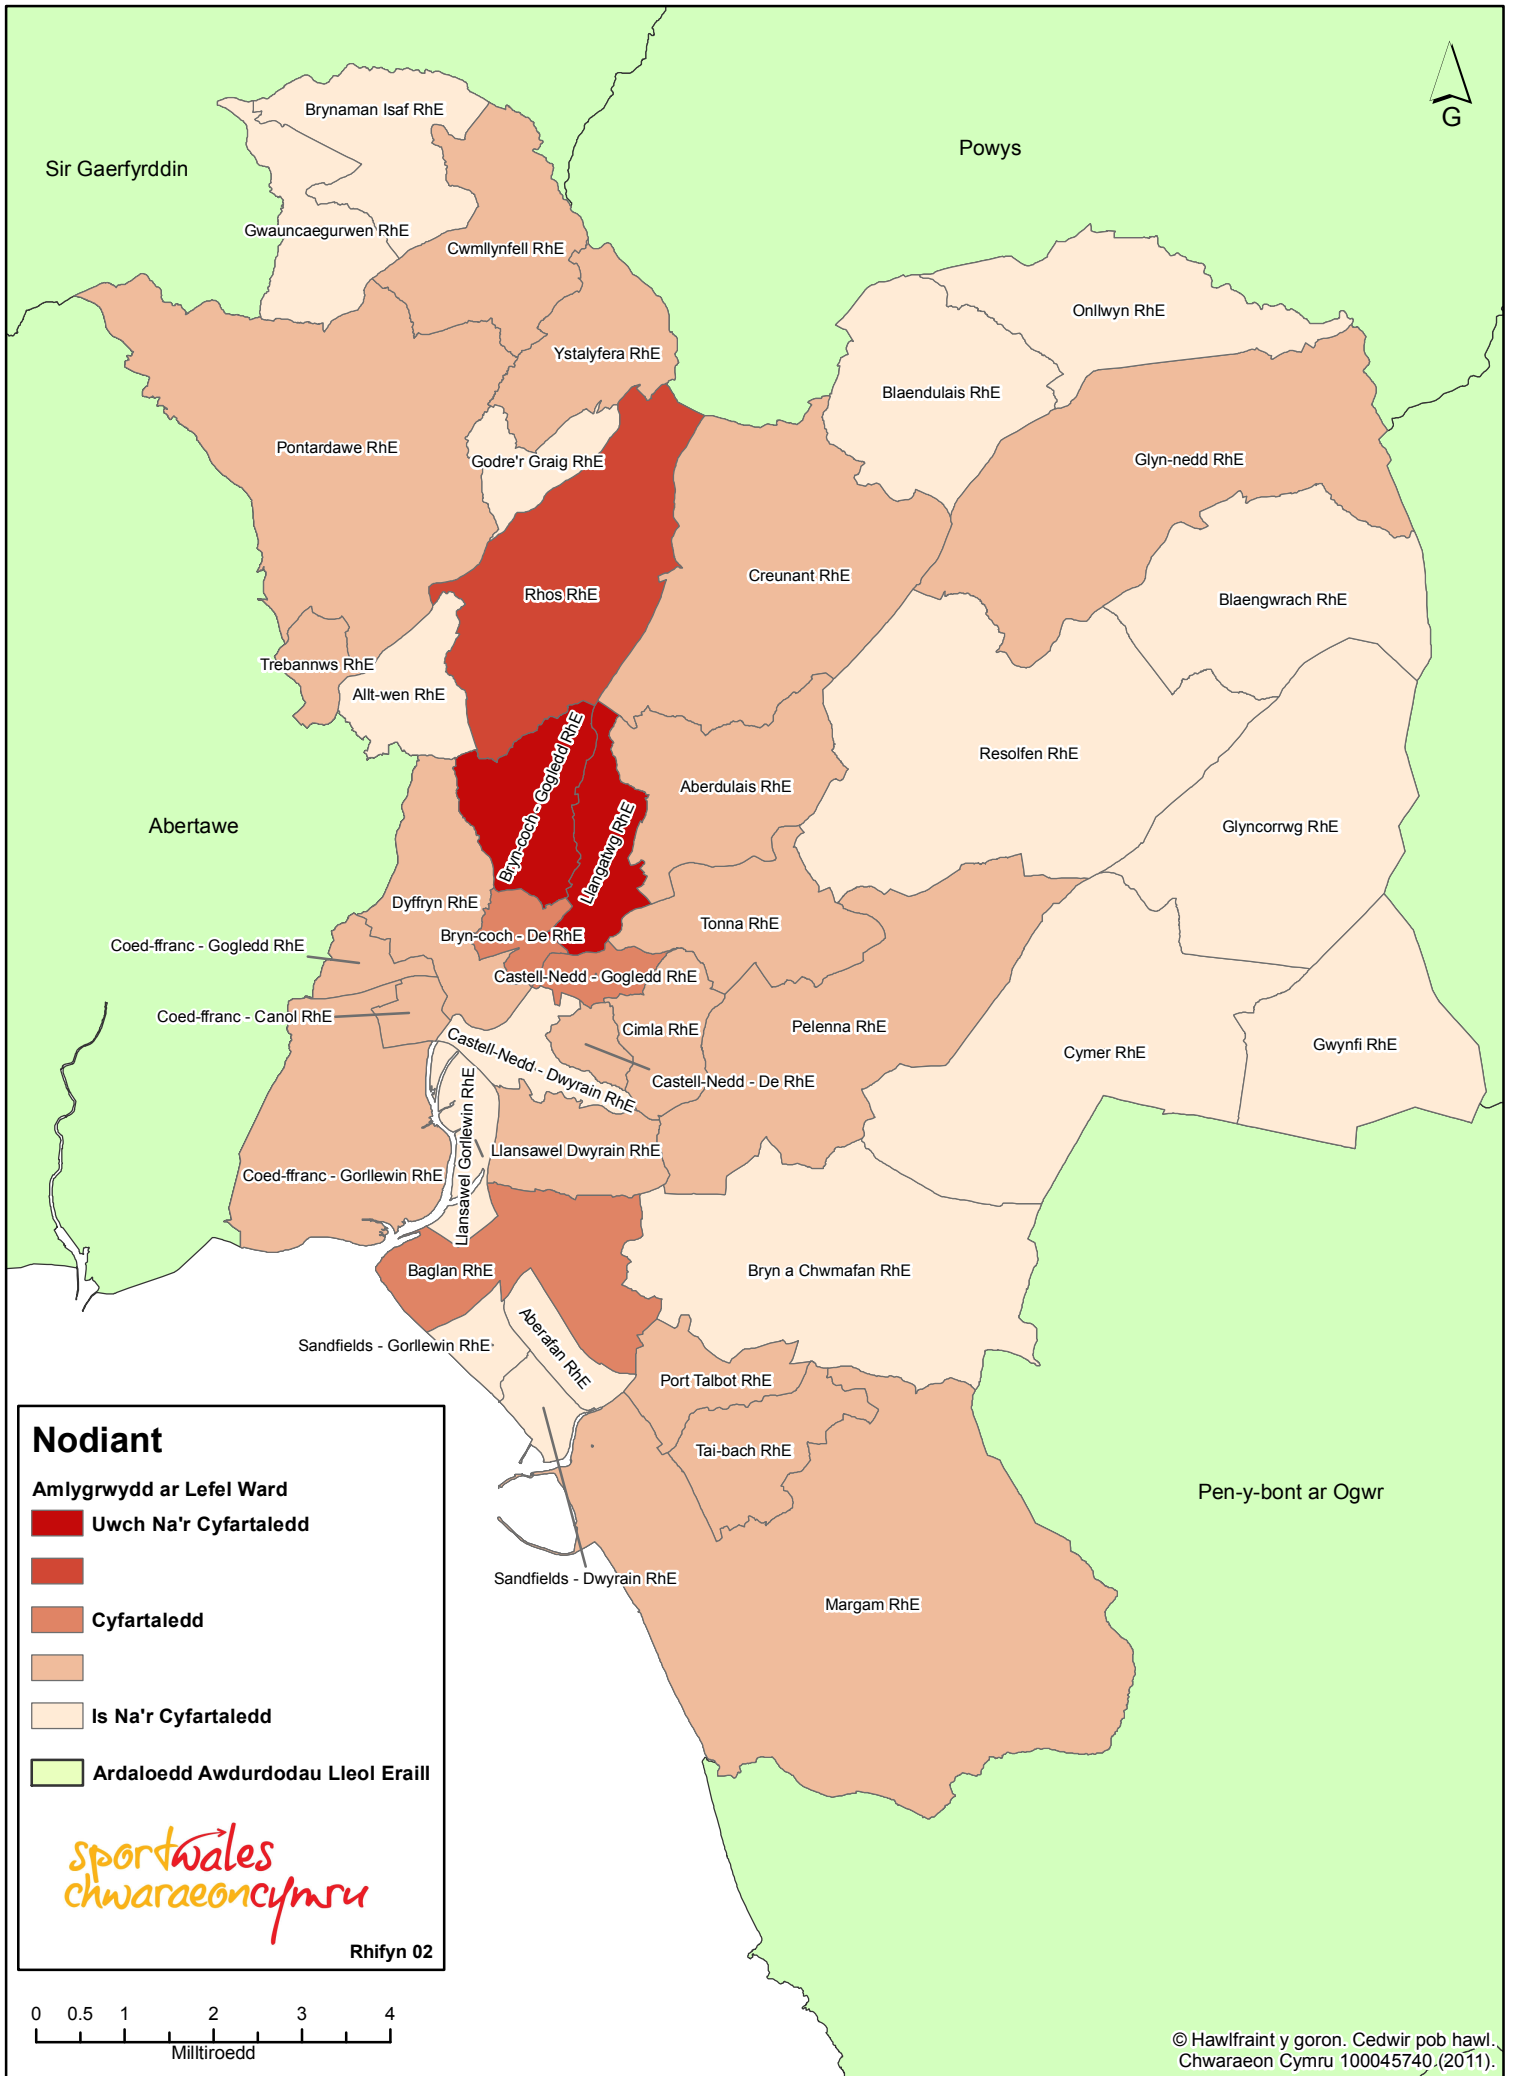 Brynaman Isaf RhE
G
Powys
Sir Gaerfyrddin
Gwauncaegurwen RhE
Cwmllynfell RhE
Onllwyn RhE
Ystalyfera RhE
Blaendulais RhE
Pontardawe RhE
Godre'r Graig RhE
Glyn-nedd RhE
Creunant RhE
Rhos RhE
Blaengwrach RhE
Trebannws RhE
Allt-wen RhE
Resolfen RhE
Bryn-coch - Gogledd RhE
Aberdulais RhE
Abertawe
Llangatwg RhE
Glyncorrwg RhE
Dyffryn RhE
Tonna RhE
Bryn-coch - De RhE
Coed-ffranc - Gogledd RhE
Castell-Nedd - Gogledd RhE
Coed-ffranc - Canol RhE
Cimla RhE
Pelenna RhE
Cymer RhE
Gwynfi RhE
Castell-Nedd - Dwyrain RhE
Castell-Nedd - De RhE
Llansawel Gorllewin RhE
Llansawel Dwyrain RhE
Coed-ffranc - Gorllewin RhE
Baglan RhE
Bryn a Chwmafan RhE
Aberafan RhE
Sandfields - Gorllewin RhE
Port Talbot RhE
Tai-bach RhE
Pen-y-bont ar Ogwr
Sandfields - Dwyrain RhE
Margam RhE
Nodiant
Amlygrwydd ar Lefel Ward
Uwch Na'r Cyfartaledd
Cyfartaledd
Is Na'r Cyfartaledd
Ardaloedd Awdurdodau Lleol Eraill
sportwales
chwaraeoncymru
Rhifyn 02
0 0.5 1 2 3 4
Milltiroedd
© Hawlfraint y goron. Cedwir pob hawl.
Chwaraeon Cymru 100045740 (2011).